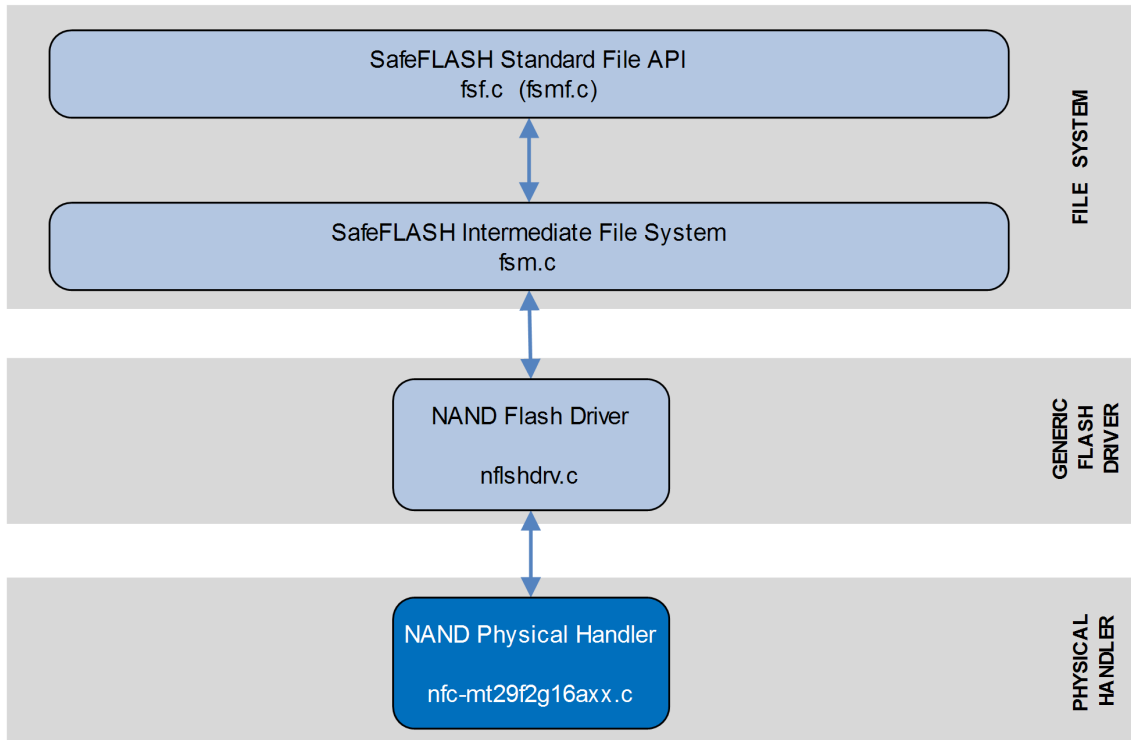 SafeFLASH Standard File API
fsf.c (fsmf.c)
FILE SYSTEM
SafeFLASH Intermediate File System
fsm.c
NAND Flash Driver
nflshdrv.c
GENERIC
FLASH
DRIVER
NAND Physical Handler
nfc-mt29f2g16axx.c
PHYSICAL
HANDLER